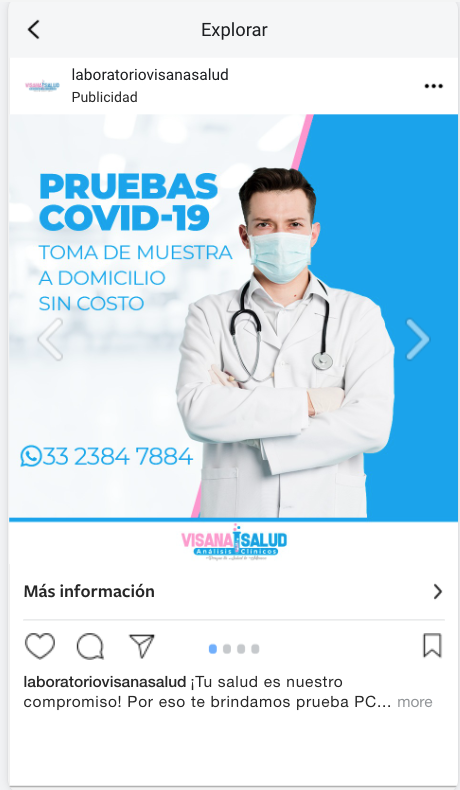 Explorar
laboratoriovisanasalud
Publicidad
PRUEBAS
COVID-19
TOMA DE MUESTRA
A DOMICILIO
SIN COSTO
33 2384 7884
VISANA SALUD
Análisis Clínicos
Más información
laboratoriovisanasalud ¡Tu salud es nuestro
compromiso! Por eso te brindamos prueba PC... more